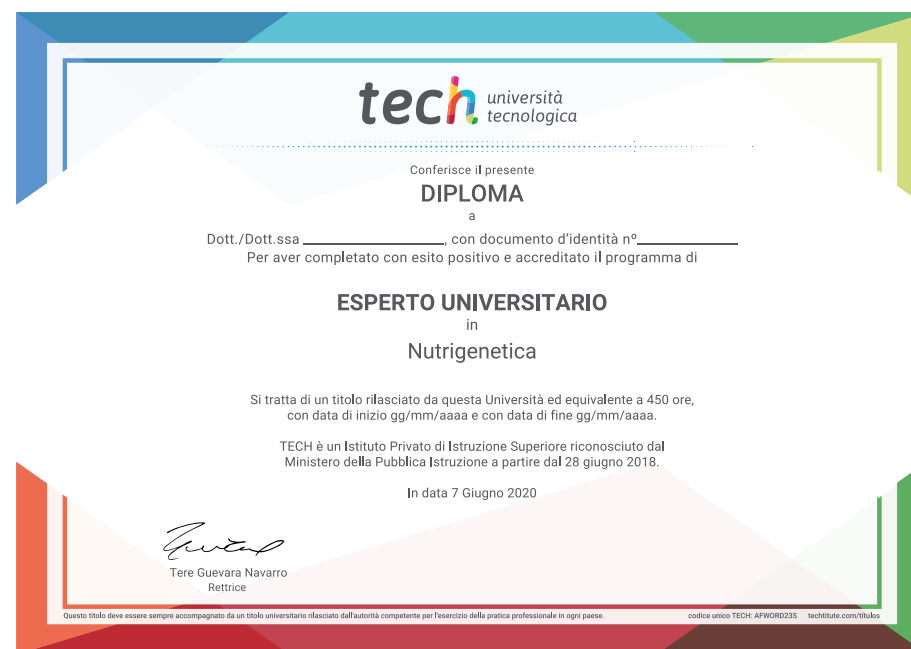 tech università
tecnologica
Conferisce il presente
DIPLOMA
a
Dott./Dott.ssa ____________________, con documento d'identità nº______________
Per aver completato con esito positivo e accreditato il programma di
ESPERTO UNIVERSITARIO
in
Nutrigenetica
Si tratta di un titolo rilasciato da questa Università ed equivalente a 450 ore,
con data di inizio gg/mm/aaaa e con data di fine gg/mm/aaaa.
TECH è un Istituto Privato di Istruzione Superiore riconosciuto dal
Ministero della Pubblica Istruzione a partire dal 28 giugno 2018.
In data 7 Giugno 2020
Tere Guevara Navarro
Rettrice
Questo titolo deve essere sempre accompagnato da un titolo universitario rilasciato dall'autorità competente per l'esercizio della pratica professionale in ogni paese. codice unico TECH: AFWORD23S techtitute.com/titulos